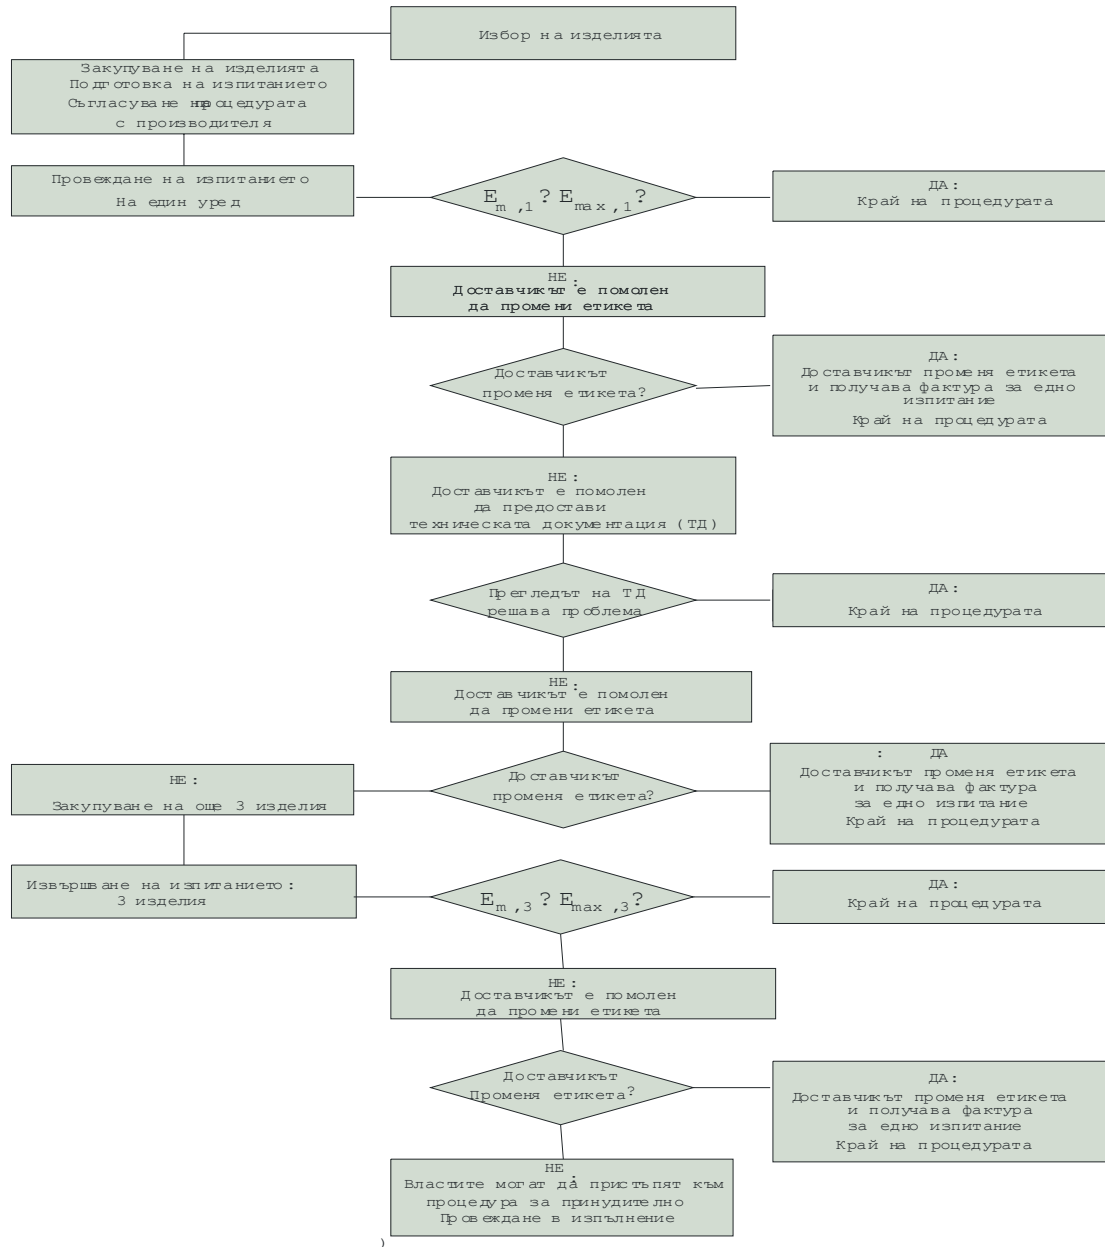 Избор на изделията
Закупуване на изделията
Подготовка на изпитанието
Съгласуване на процедурата
с производителя
Провеждане на изпитанието
На един уред
E m ,1 ? E max ,1 ?
ДА:
Край на процедурата
НЕ:
Доставчикът е помолен
да промени етикета
Доставчикът
променя етикета?
ДА:
Доставчикът променя етикета
и получава фактура за едно
изпитание
Край на процедурата
НЕ:
Доставчикът е помолен
да предостави
техническата документация (ТД)
Прегледът на ТД
решава проблема
ДА:
Край на процедурата
НЕ:
Доставчикът е помолен
да промени етикета
Доставчикът
променя етикета?
: ДА
Доставчикът променя етикета
и получава фактура
за едно изпитание
Край на процедурата
НЕ:
Закупуване на още 3 изделия
Извършване на изпитанието:
3 изделия
E m ,3 ? E max ,3 ?
ДА:
Край на процедурата
НЕ:
Доставчикът е помолен
да промени етикета
Доставчикът
Променя етикета?
ДА:
Доставчикът променя етикета
и получава фактура
за едно изпитание
Край на процедурата
НЕ:
Властите могат да пристъпят към
процедура за принудително
Провеждане в изпълнение
)